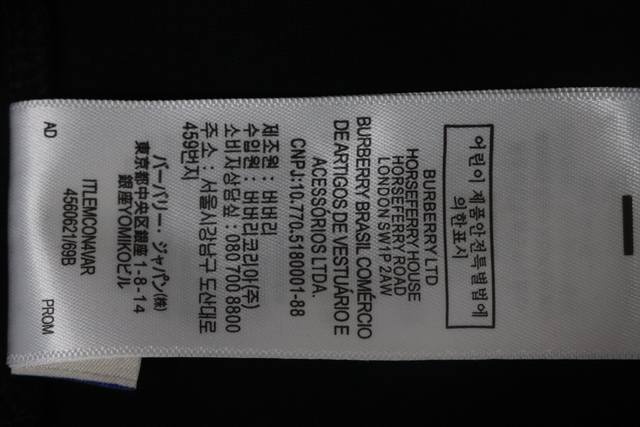 어린이제품안전특별법에
의한표시
BURBERRY LTD
HORSEFERRY HOUSE
HORSEFERRY ROAD
LONDON SW1P 2AW
BURBERRY BRASIL COMÉRCIO
DE ARTIGOS DE VESTUÁRIO E
ACESSÓRIOS LTDA.
CNPJ:10.770.5180001-88
제조원 : 버버리
수입원 : 버버리코리아(주)
소비자상담실 : 080 700 8800
주소 : 서울시강남구 도산대로
459번지
バーバリー・ジャパン(株)
東京都中央区銀座 1-8-14
銀座YOMIKOビル
ITLEMCON4VAR
4560621/69B
AD PROM